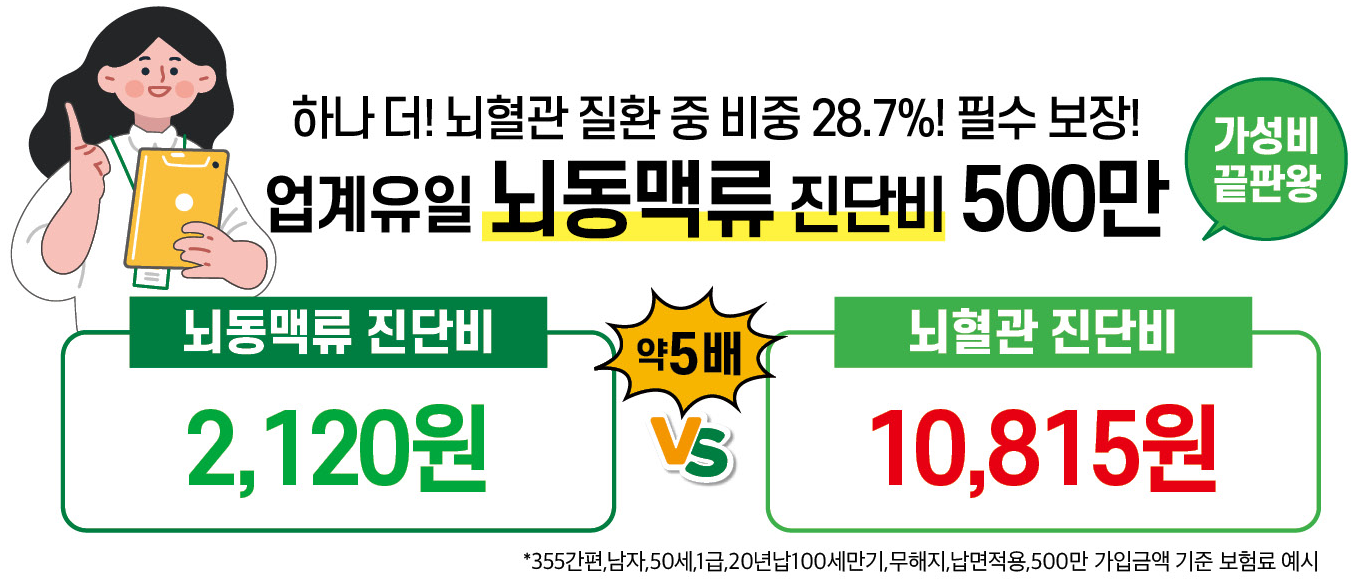 하나 더! 뇌혈관 질환 중 비중 28.7%! 필수 보장!
업계유일 뇌동맥류 진단비 500만
가성비
끝판왕
뇌동맥류 진단비
2,120원
약5배
VS
뇌혈관 진단비
10,815원
*355간편,남자,50세,1급,20년납100세만기,무해지,납면적용,500만 가입금액 기준 보험료 예시